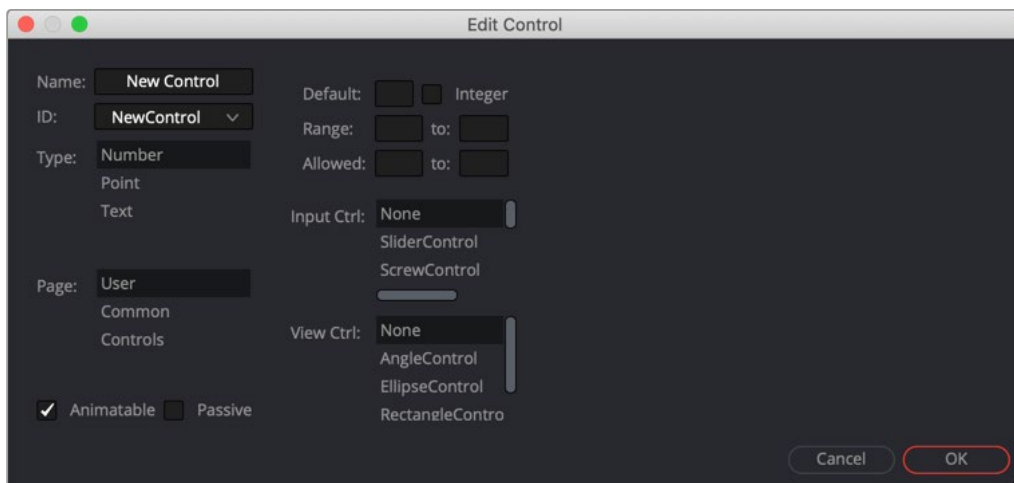 Edit Control
Name: New Control
ID: NewControl
Type: Number
Point
Text
Page: User
Common
Controls
Animatable Passive
Default: Integer
Range: to:
Allowed: to:
Input Ctrl: None
SliderControl
ScrewControl
View Ctrl: None
AngleControl
EllipseControl
RectangleContro
Cancel OK